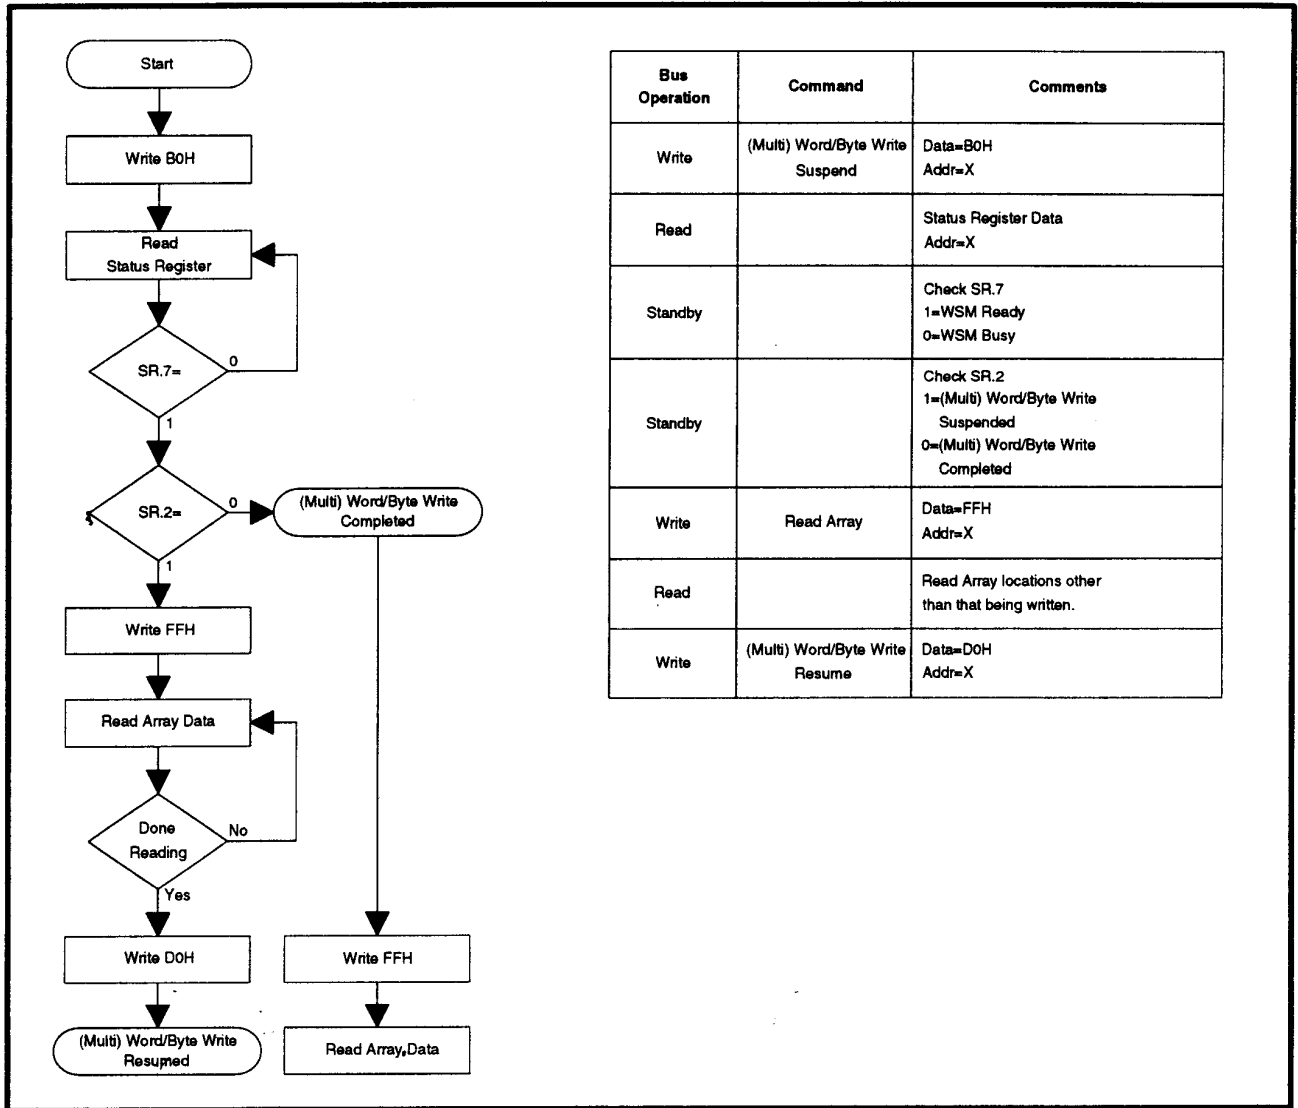 Start
Write B0H
Read
Status Register
SR.7=
0
1
SR.2=
0
(Multi) Word/Byte Write
Completed
1
Write FFH
Read Array Data
Done
Reading
No
Yes
Write D0H
Write FFH
(Multi) Word/Byte Write
Resumed
Read Array Data
Bus
Operation
Command
Comments
Write
(Multi) Word/Byte Write
Suspend
Data=B0H
Addr=X
Read
Status Register Data
Addr=X
Standby
Check SR.7
1=WSM Ready
0=WSM Busy
Standby
Check SR.2
1=(Multi) Word/Byte Write
Suspended
0=(Multi) Word/Byte Write
Completed
Write
Read Array
Data=FFH
Addr=X
Read
Read Array locations other
than that being written.
Write
(Multi) Word/Byte Write
Resume
Data=D0H
Addr=X